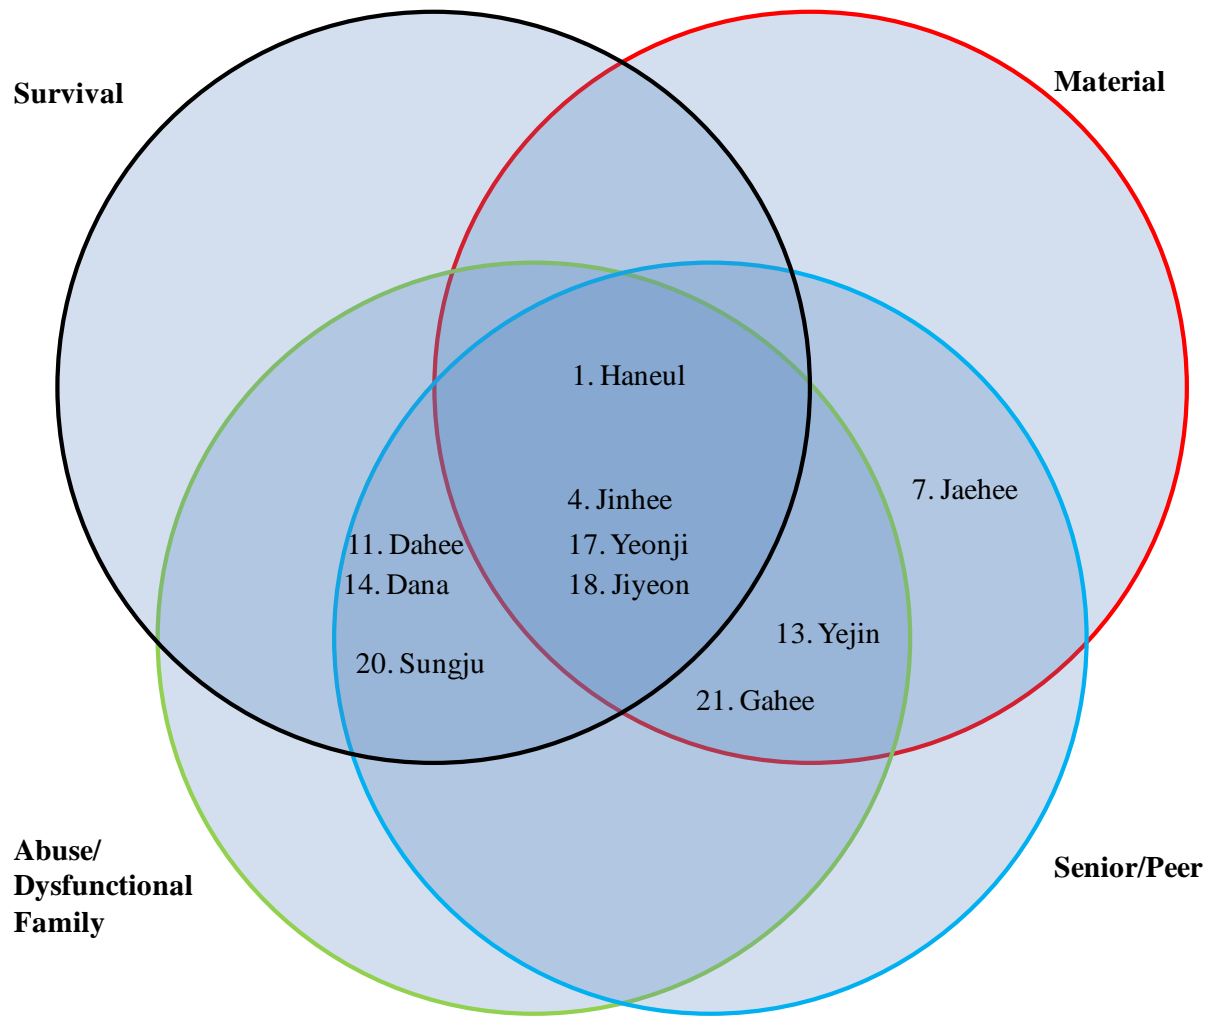 Survival
Material
1. Haneul
7. Jaehee
4. Jinhee
11. Dahee
17. Yeonji
14. Dana
18. Jiyeon
13. Yejin
20. Sungju
21. Gahee
Abuse/
Dysfunctional
Family
Senior/Peer